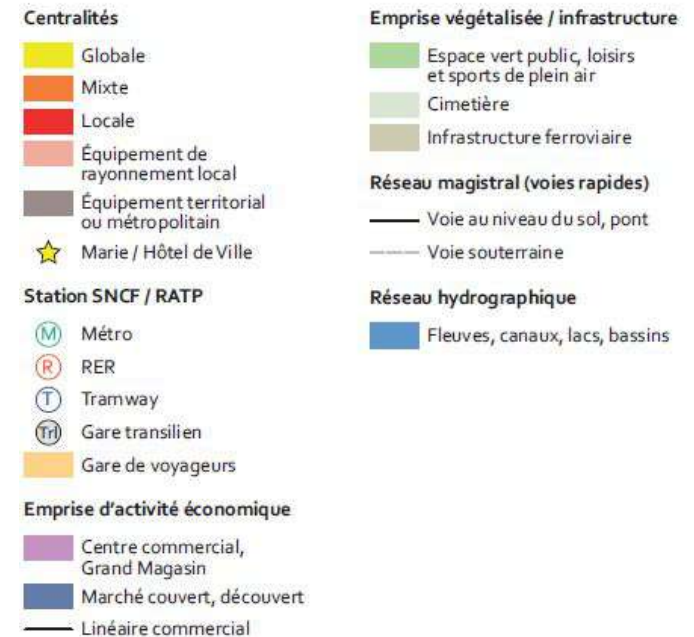 Centralités
Globale
Mixte
Locale
Équipement de
rayonnement local
Équipement territorial
ou métropolitain
Marie / Hôtel de Ville
Station SNCF / RATP
M Métro
R RER
T Tramway
Trl Gare transilien
Gare de voyageurs
Emprise d'activité économique
Centre commercial,
Grand Magasin
Marché couvert, découvert
Linéaire commercial
Emprise végétalisée / infrastructure
Espace vert public, loisirs
et sports de plein air
Cimetière
Infrastructure ferroviaire
Réseau magistral (voies rapides)
Voie au niveau du sol, pont
Voie souterraine
Réseau hydrographique
Fleuves, canaux, lacs, bassins